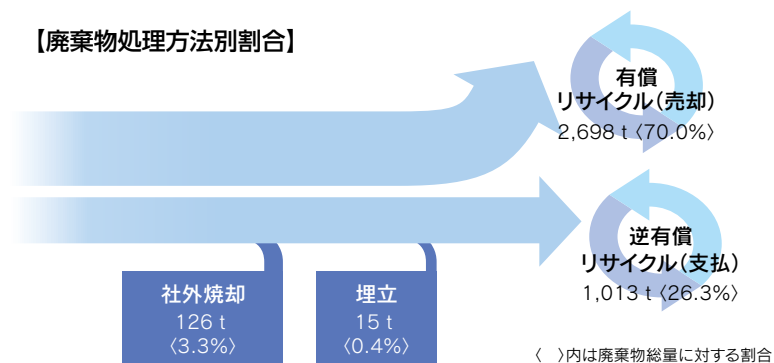 【廃棄物処理方法別割合】
有償
リサイクル（売却）
2,698 t〈70.0%〉
逆有償
リサイクル（支払）
1,013 t〈26.3%〉
社外焼却
126 t
〈3.3%〉
埋立
15 t
〈0.4%〉
〈　〉内は廃棄物総量に対する割合